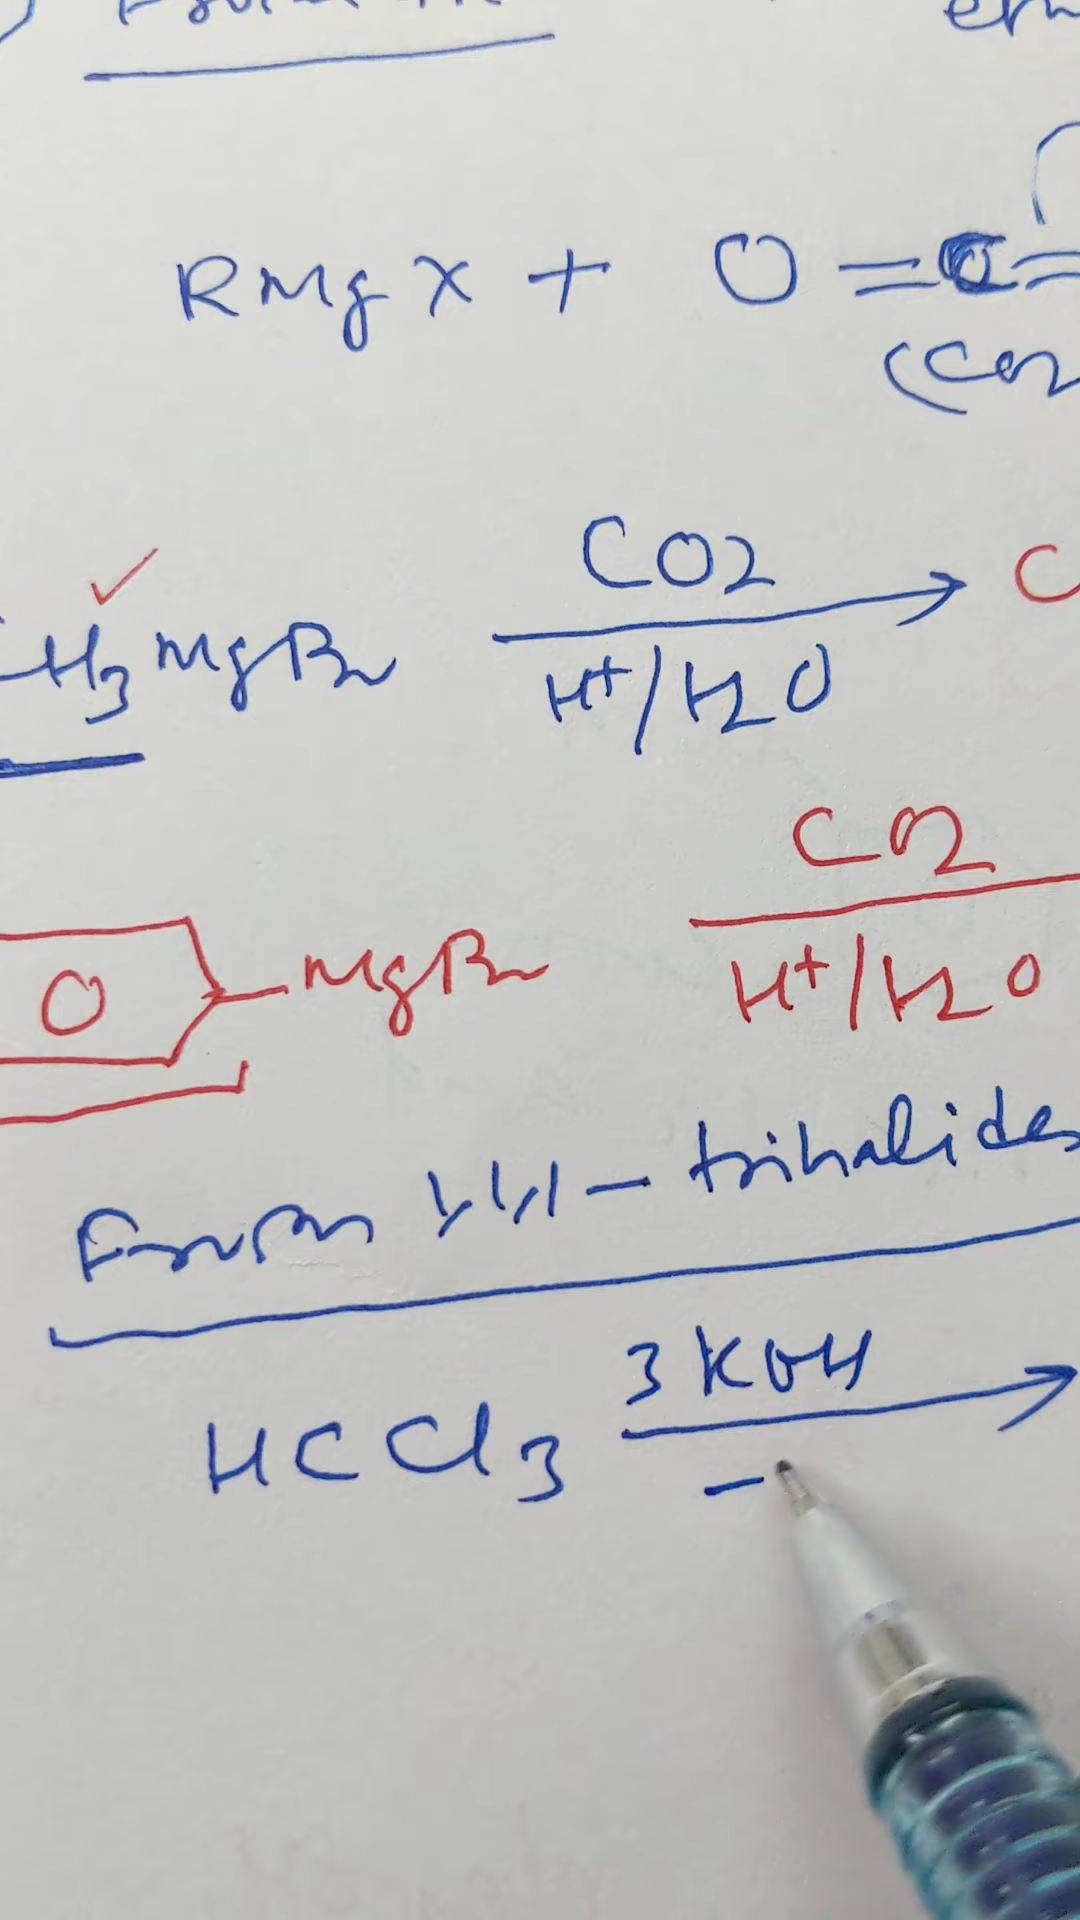 RMgX + O=C=
(CO2
CO2
H3MgBr → C
H+/H2O
CO2
O -MgBr
H+/H2O
From 1,1,1-trihalides
3KOH
HCCl3 →
-